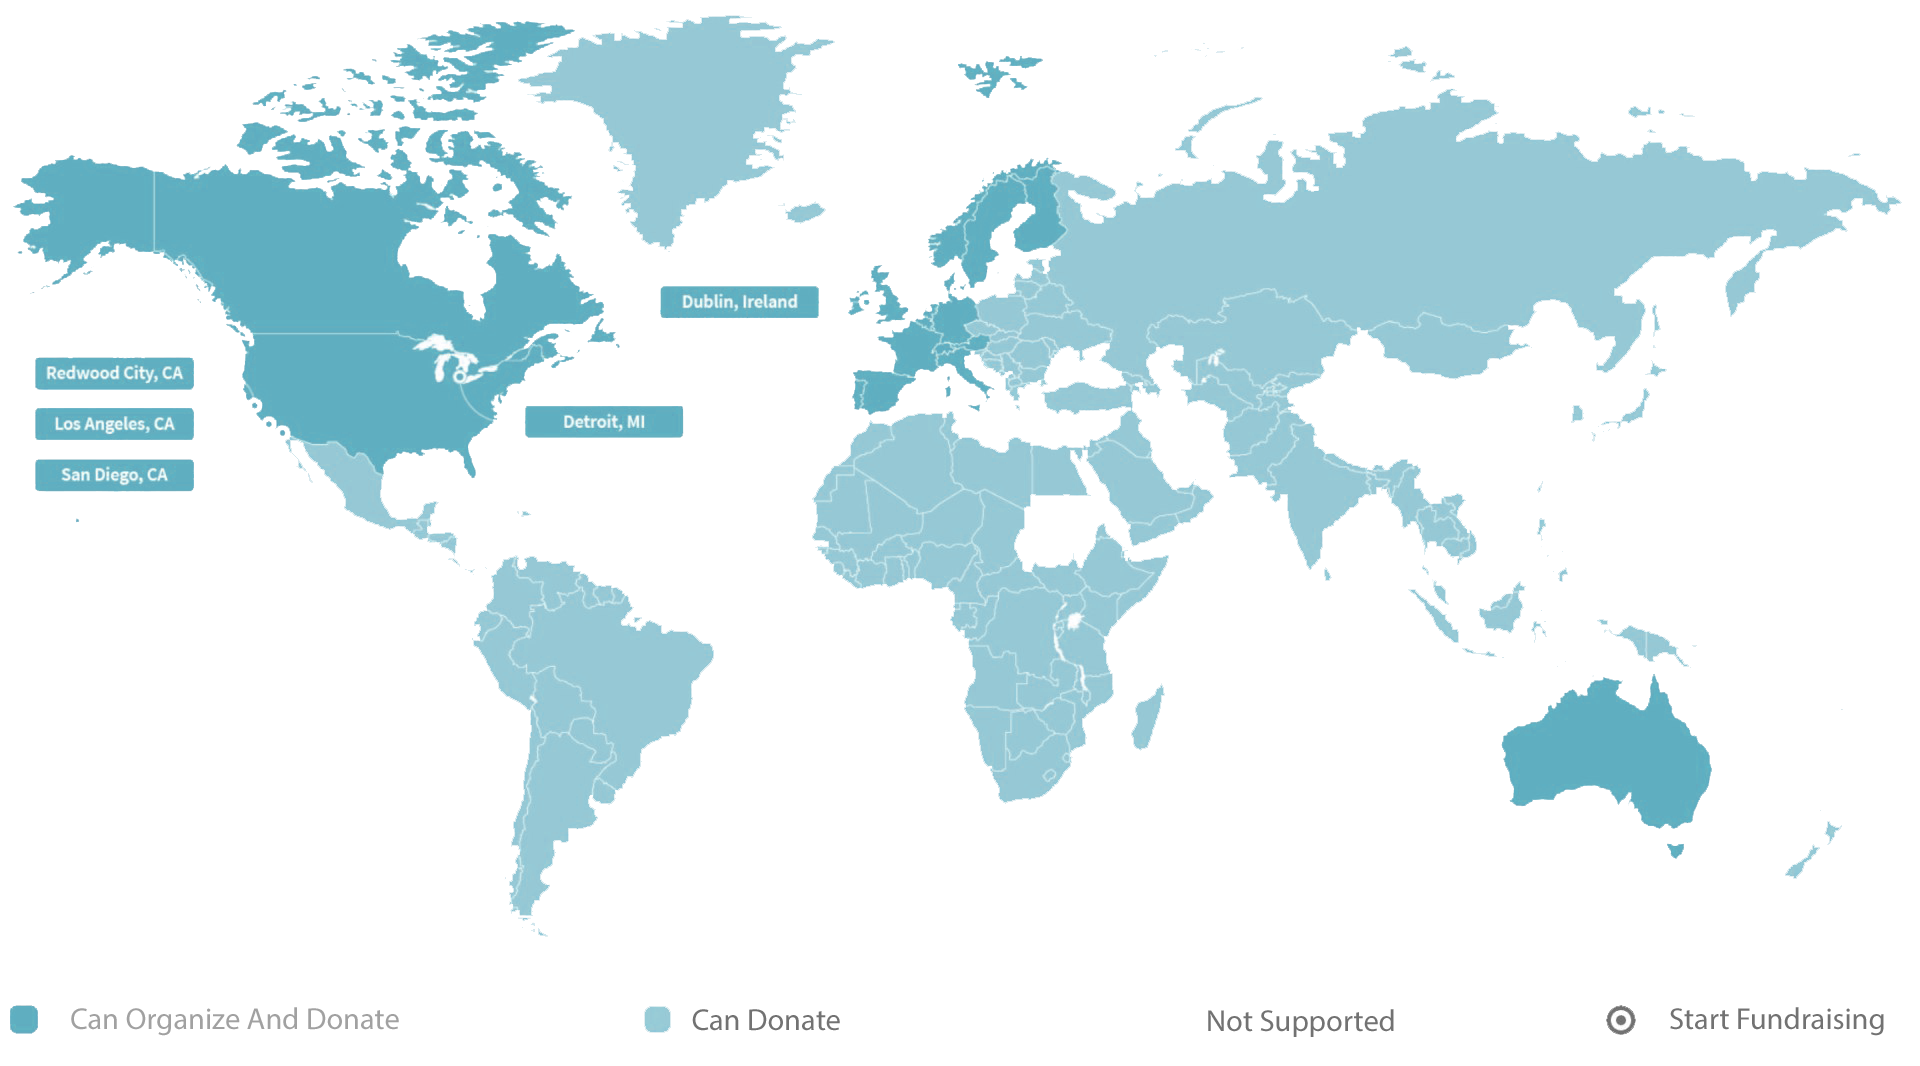 Dublin, Ireland
Redwood City, CA
Los Angeles, CA
Detroit, MI
San Diego, CA
Can Organize And Donate
Can Donate
Not Supported
Start Fundraising